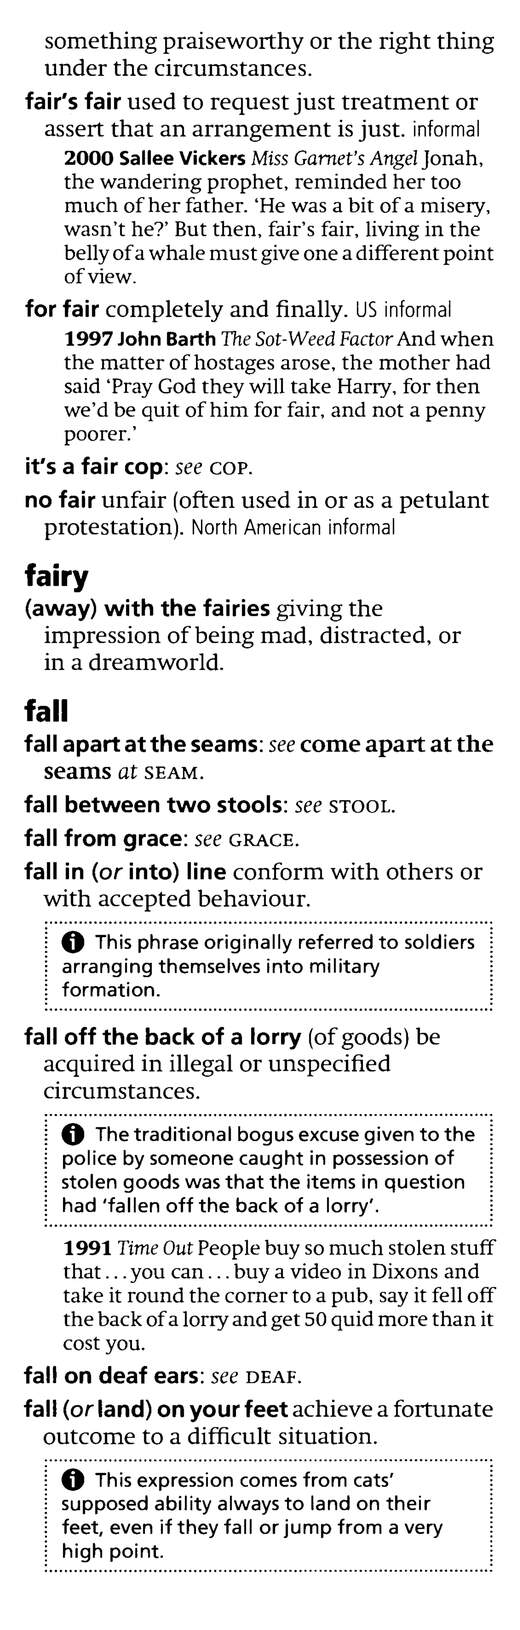 something praiseworthy or the right thing
under the circumstances.
fair's fair used to request just treatment or
assert that an arrangement is just. informal
2000 Sallee Vickers Miss Garnet's Angel Jonah,
the wandering prophet, reminded her too
much of her father. ‘He was a bit of a misery,
wasn't he?’ But then, fair's fair, living in the
belly of a whale must give one a different point
of view.
for fair completely and finally. US informal
1997 John Barth The Sot-Weed Factor And when
the matter of hostages arose, the mother had
said ‘Pray God they will take Harry, for then
we'd be quit of him for fair, and not a penny
poorer.’
it's a fair cop: see COP.
no fair unfair (often used in or as a petulant
protestation). North American informal
fairy
(away) with the fairies giving the
impression of being mad, distracted, or
in a dreamworld.
fall
fall apart at the seams: see come apart at the
seams at SEAM.
fall between two stools: see STOOL.
fall from grace: see GRACE.
fall in (or into) line conform with others or
with accepted behaviour.
This phrase originally referred to soldiers
arranging themselves into military
formation.
fall off the back of a lorry (of goods) be
acquired in illegal or unspecified
circumstances.
The traditional bogus excuse given to the
police by someone caught in possession of
stolen goods was that the items in question
had ‘fallen off the back of a lorry’.
1991 Time Out People buy so much stolen stuff
that...you can...buy a video in Dixons and
take it round the corner to a pub, say it fell off
the back of a lorry and get 50 quid more than it
cost you.
fall on deaf ears: see DEAF.
fall (or land) on your feet achieve a fortunate
outcome to a difficult situation.
This expression comes from cats'
supposed ability always to land on their
feet, even if they fall or jump from a very
high point.